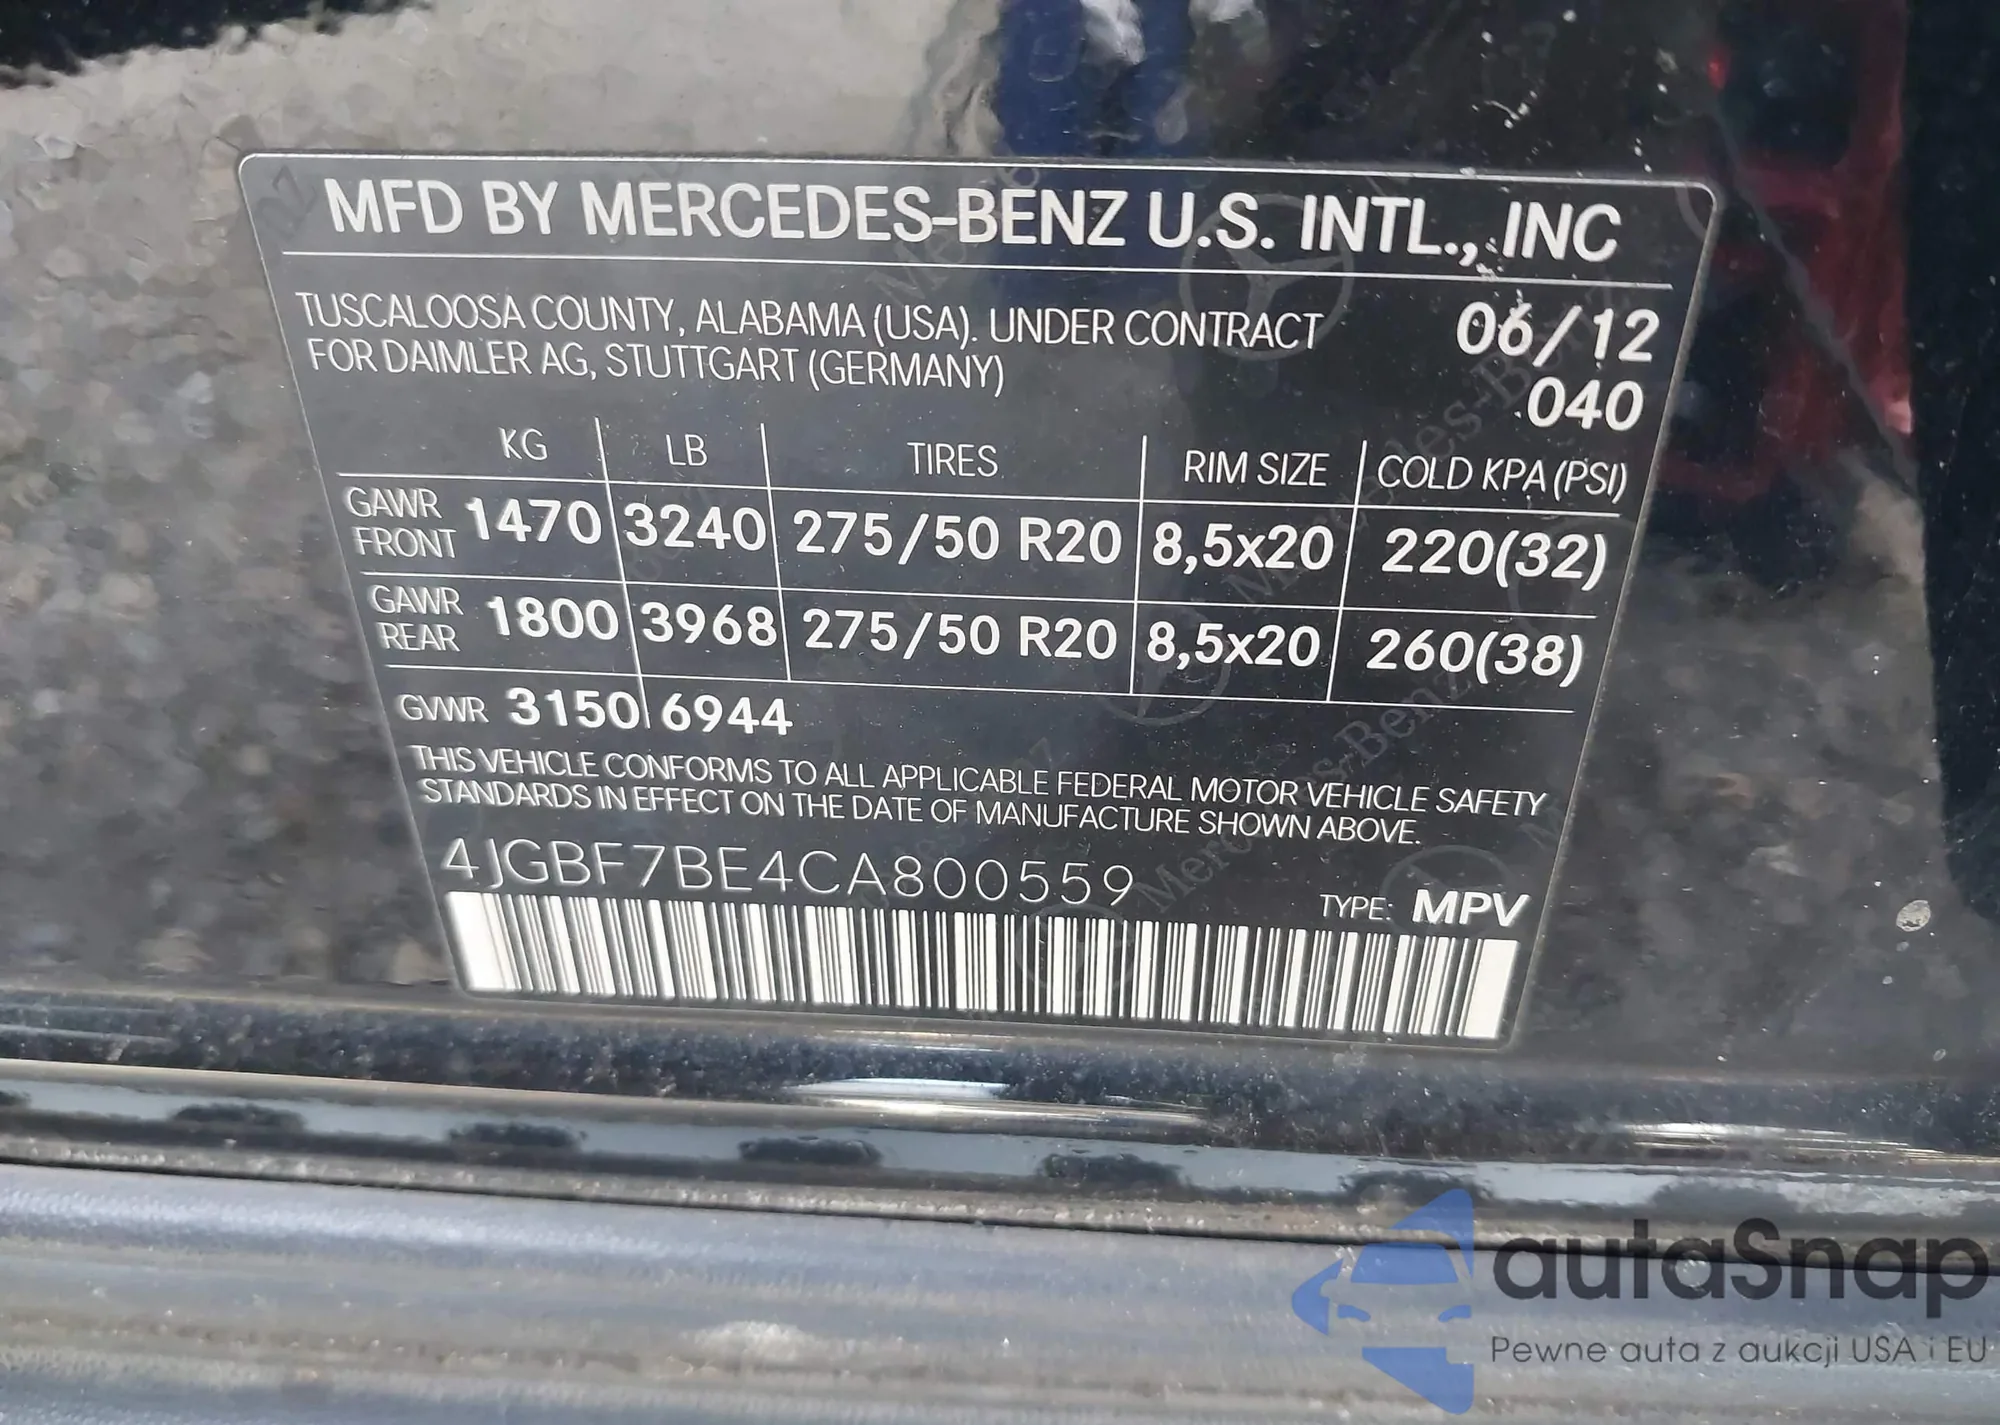 MFD BY MERCEDES-BENZ U.S. INTL., INC
TUSCALOOSA COUNTY, ALABAMA (USA). UNDER CONTRACT
FOR DAIMLER AG, STUTTGART (GERMANY)
06/12
040
KG LB TIRES RIM SIZE COLD KPA (PSI)
GAWR FRONT 1470 3240 275/50 R20 8,5x20 220(32)
GAWR REAR 1800 3968 275/50 R20 8,5x20 260(38)
GVWR 3150 6944
THIS VEHICLE CONFORMS TO ALL APPLICABLE FEDERAL MOTOR VEHICLE SAFETY
STANDARDS IN EFFECT ON THE DATE OF MANUFACTURE SHOWN ABOVE.
4JGBF7BE4CA800559
TYPE: MPV
autaSnap
Pewne auta z aukcji USA i EU